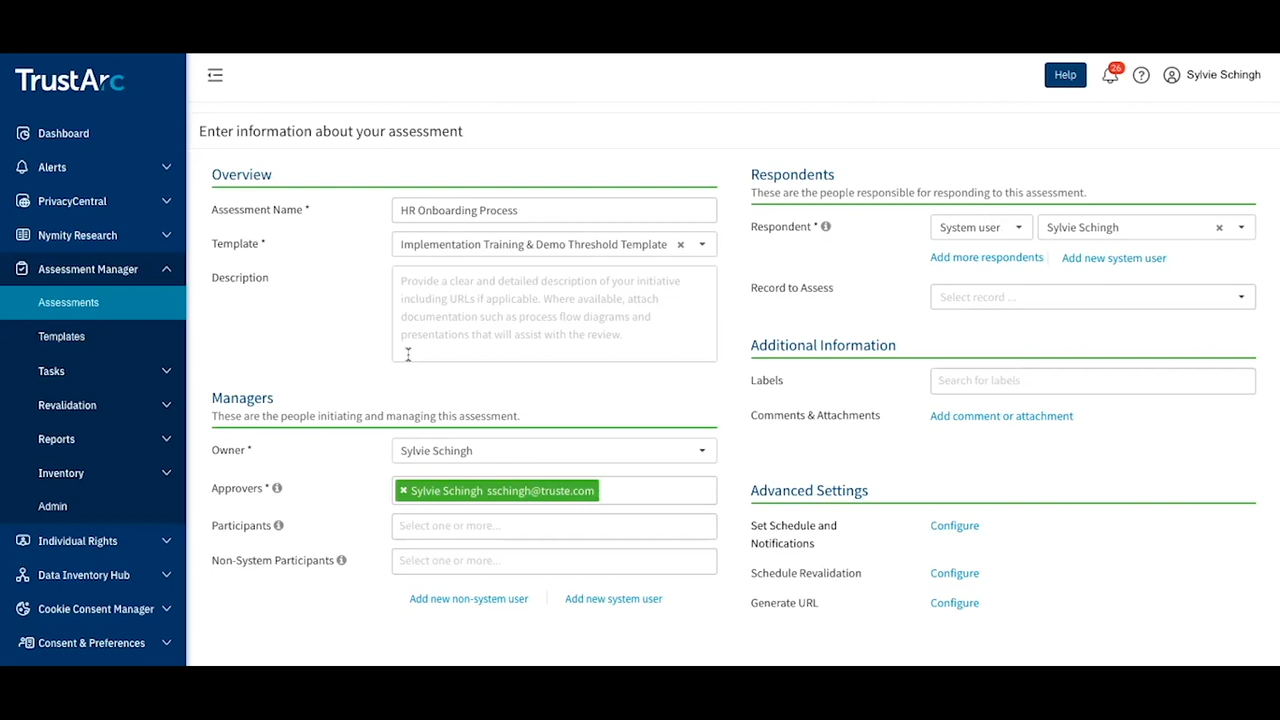 TrustArc
Help
26
Sylvie Schingh
Dashboard
Alerts
PrivacyCentral
Nymity Research
Assessment Manager
Assessments
Templates
Tasks
Revalidation
Reports
Inventory
Admin
Individual Rights
Data Inventory Hub
Cookie Consent Manager
Consent & Preferences
Enter information about your assessment
Overview
Assessment Name *
HR Onboarding Process
Template *
Implementation Training & Demo Threshold Template
Description
Provide a clear and detailed description of your initiative
including URLs if applicable. Where available, attach
documentation such as process flow diagrams and
presentations that will assist with the review.
Managers
These are the people initiating and managing this assessment.
Owner *
Sylvie Schingh
Approvers *
Sylvie Schingh sschingh@truste.com
Participants
Select one or more...
Non-System Participants
Select one or more...
Add new non-system user
Add new system user
Respondents
These are the people responsible for responding to this assessment.
Respondent *
System user
Sylvie Schingh
Add more respondents
Add new system user
Record to Assess
Select record ...
Additional Information
Labels
Search for labels
Comments & Attachments
Add comment or attachment
Advanced Settings
Set Schedule and
Notifications
Configure
Schedule Revalidation
Configure
Generate URL
Configure